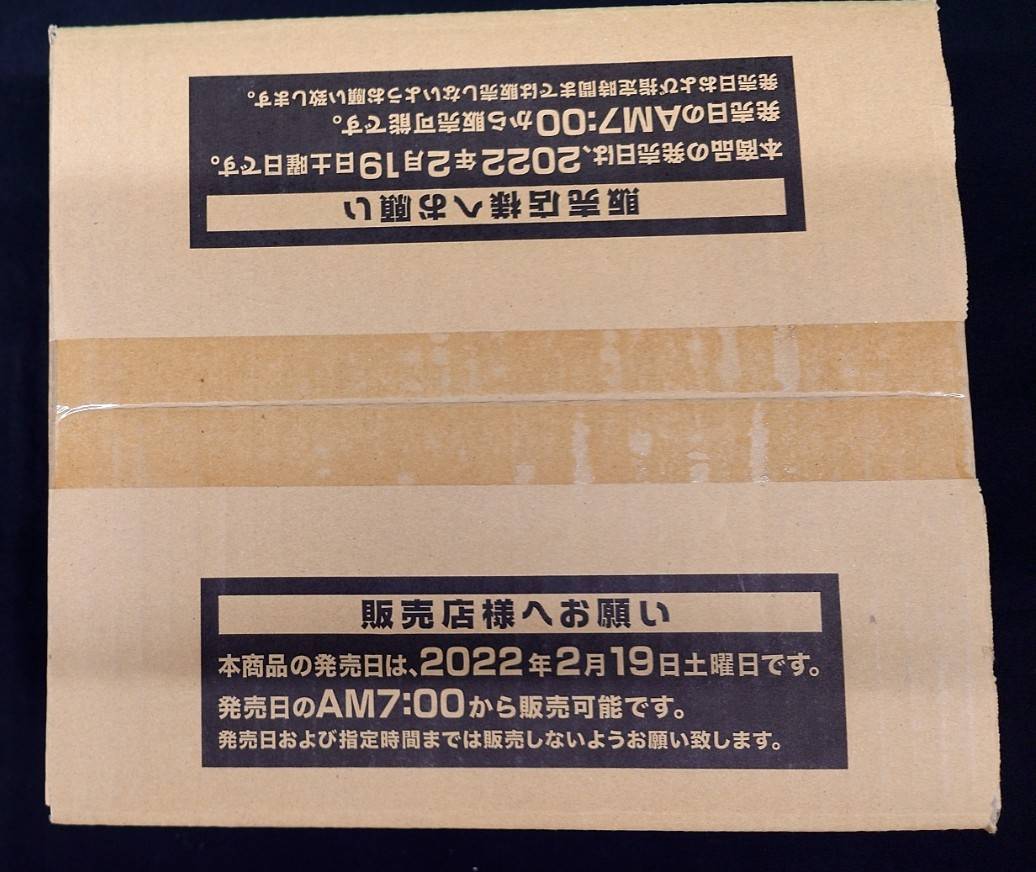 販売店様へお願い
本商品の発売日は、2022年2月19日土曜日です。
発売日のAM7:00から販売可能です。
発売日および指定時間までは販売しないようお願い致します。
販売店様へお願い
本商品の発売日は、2022年2月19日土曜日です。
発売日のAM7:00から販売可能です。
発売日および指定時間までは販売しないようお願い致します。